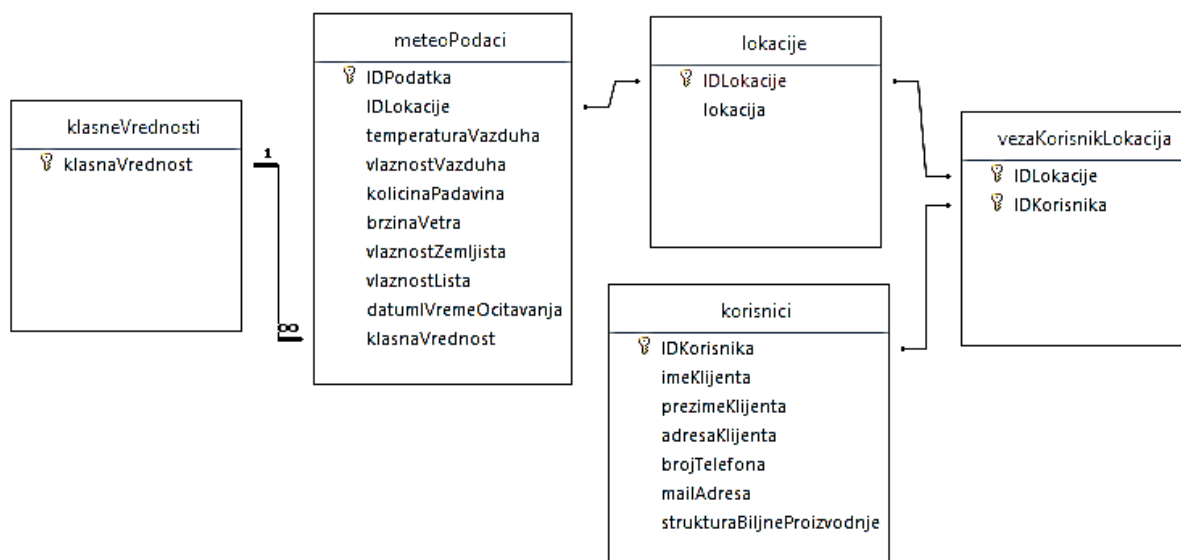 klasneVrednosti
klasnaVrednost
1
∞
meteoPodaci
IDPodatka
IDLokacije
temperaturaVazduha
vlaznostVazduha
kolicinaPadavina
brzinaVetra
vlaznostZemljista
vlaznostLista
datumIVremeOcitavanja
klasnaVrednost
lokacije
IDLokacije
lokacija
vezaKorisnikLokacija
IDLokacije
IDKorisnika
korisnici
IDKorisnika
imeKlijenta
prezimeKlijenta
adresaKlijenta
brojTelefona
mailAdresa
strukturaBiljneProizvodnje